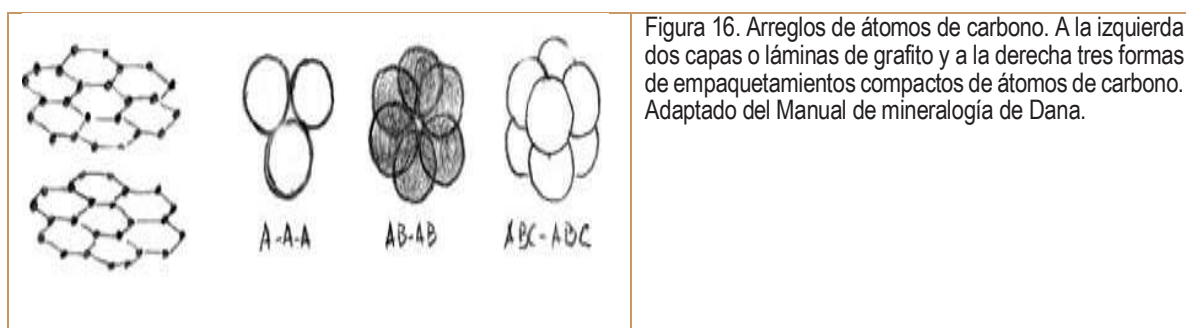 Figura 16. Arreglos de átomos de carbono. A la izquierda
dos capas o láminas de grafito y a la derecha tres formas
de empaquetamientos compactos de átomos de carbono.
Adaptado del Manual de mineralogía de Dana.
A-A-A
AB-AB
ABC-ABC